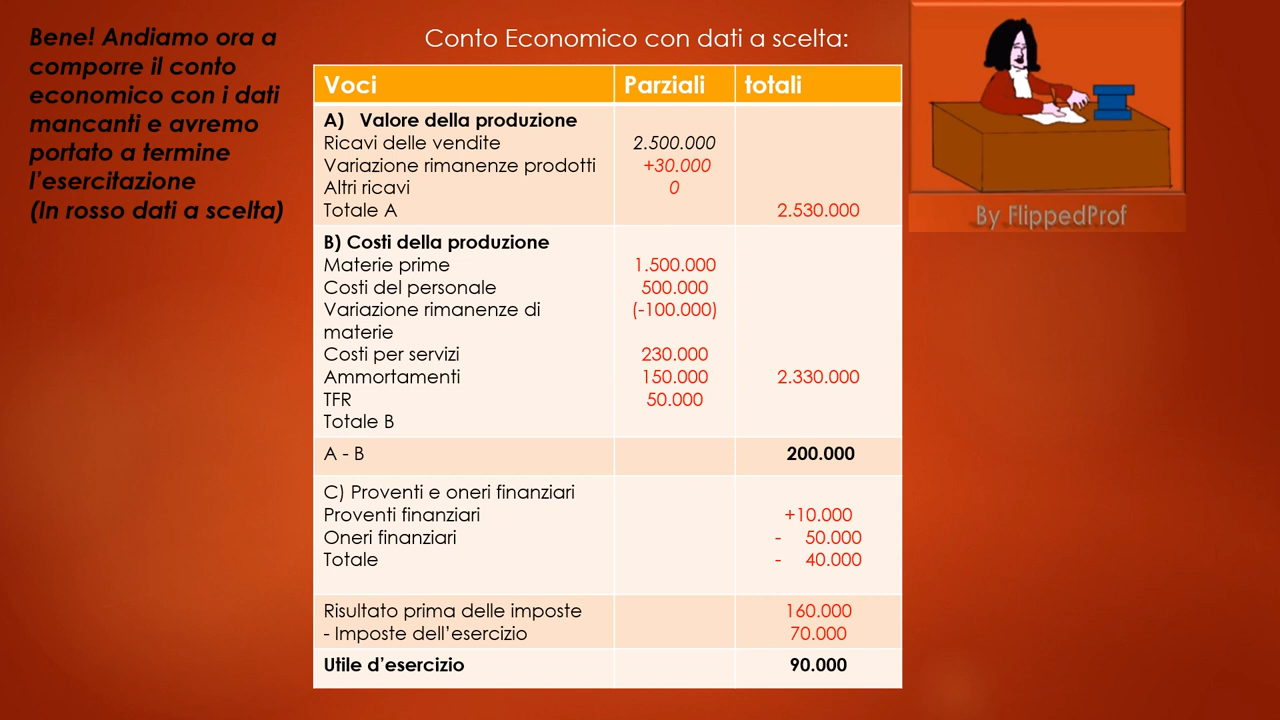 Bene! Andiamo ora a
comporre il conto
economico con i dati
mancanti e avremo
portato a termine
l'esercitazione
(In rosso dati a scelta)
Conto Economico con dati a scelta:
Voci Parziali totali
A) Valore della produzione
Ricavi delle vendite 2.500.000
Variazione rimanenze prodotti +30.000
Altri ricavi 0
Totale A 2.530.000
B) Costi della produzione
Materie prime 1.500.000
Costi del personale 500.000
Variazione rimanenze di (-100.000)
materie
Costi per servizi 230.000
Ammortamenti 150.000 2.330.000
TFR 50.000
Totale B
A - B 200.000
C) Proventi e oneri finanziari
Proventi finanziari +10.000
Oneri finanziari - 50.000
Totale - 40.000
Risultato prima delle imposte 160.000
- Imposte dell'esercizio 70.000
Utile d'esercizio 90.000
By FlippedProf